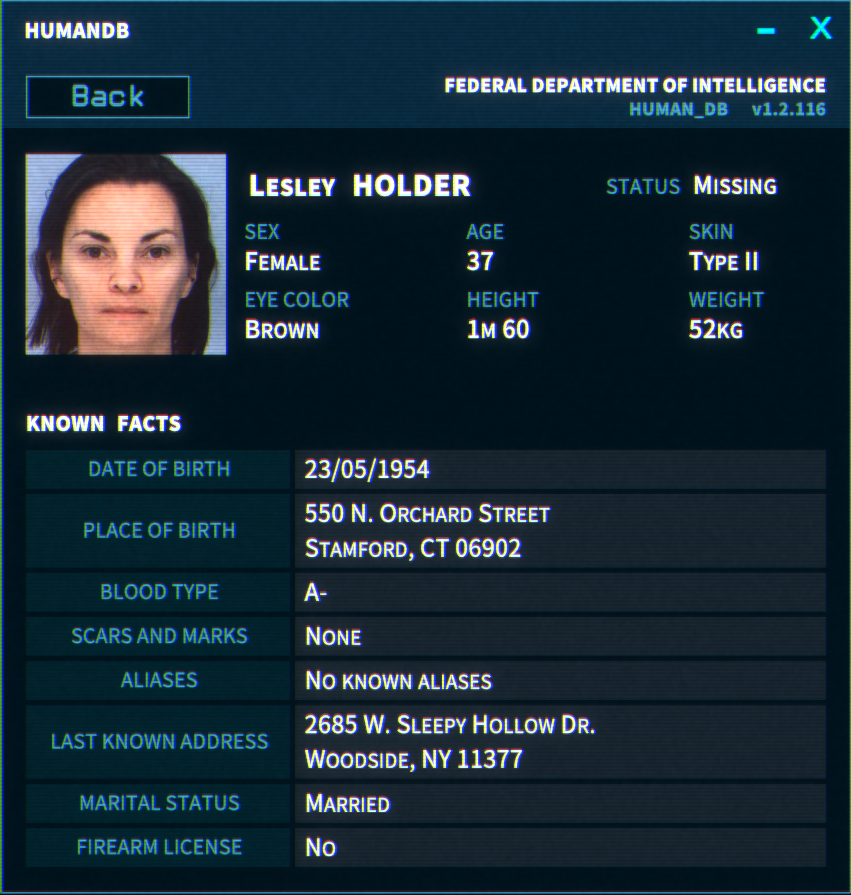 HUMANDB
Back
FEDERAL DEPARTMENT OF INTELLIGENCE
HUMAN_DB v1.2.116
LESLEY HOLDER
STATUS MISSING
SEX AGE SKIN
FEMALE 37 TYPE II
EYE COLOR HEIGHT WEIGHT
BROWN 1M 60 52KG
KNOWN FACTS
DATE OF BIRTH 23/05/1954
PLACE OF BIRTH 550 N. ORCHARD STREET
STAMFORD, CT 06902
BLOOD TYPE A-
SCARS AND MARKS NONE
ALIASES NO KNOWN ALIASES
LAST KNOWN ADDRESS 2685 W. SLEEPY HOLLOW DR.
WOODSIDE, NY 11377
MARITAL STATUS MARRIED
FIREARM LICENSE NO